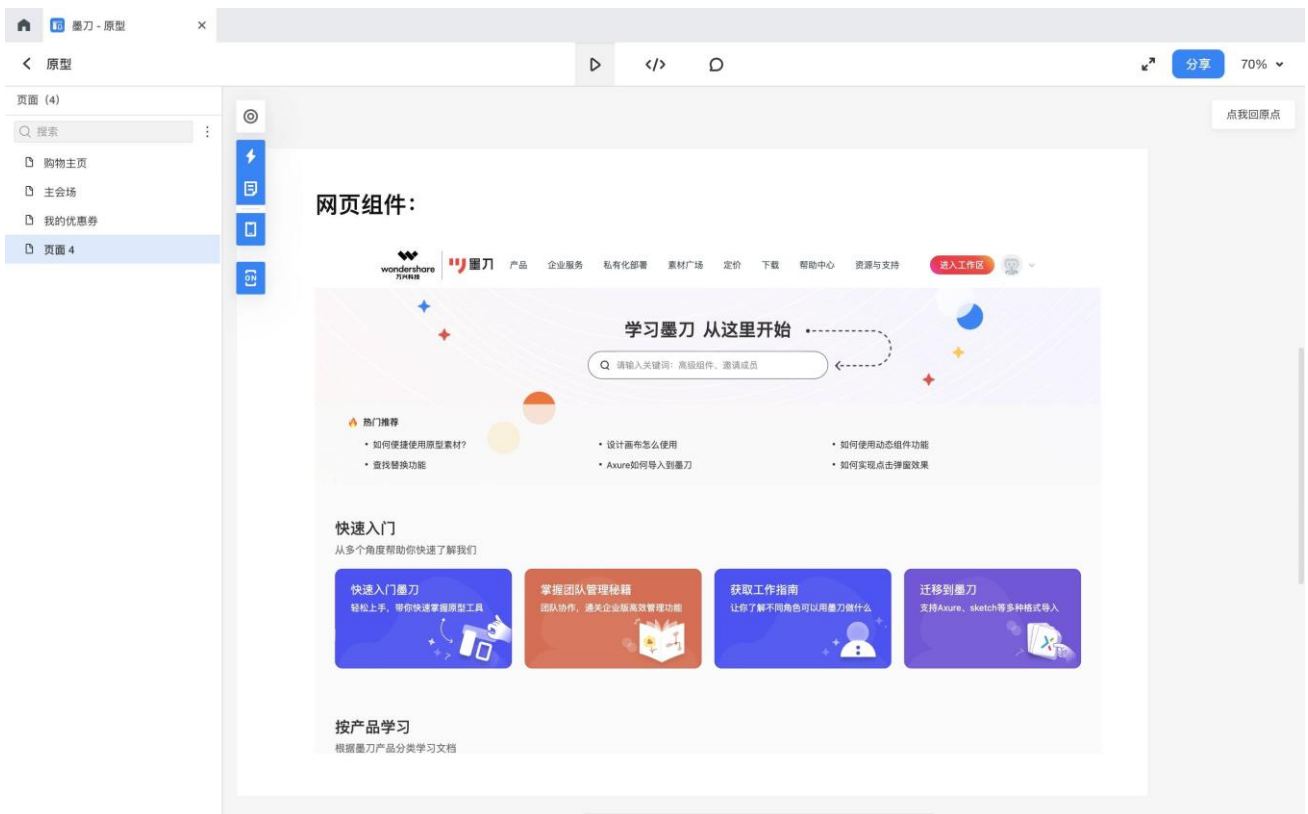 墨刀 - 原型
原型
分享
70%
页面 (4)
搜索
购物主页
主会场
我的优惠券
页面 4
点我回原点
ON
网页组件：
wondershare
万兴科技
墨刀
产品
企业服务
私有化部署
素材广场
定价
下载
帮助中心
资源与支持
进入工作区
学习墨刀 从这里开始
请输入关键词：高级组件、邀请成员
热门推荐
• 如何便捷使用原型素材?
• 设计画布怎么使用
• 如何使用动态组件功能
• 查找替换功能
• Axure如何导入到墨刀
• 如何实现点击弹窗效果
快速入门
从多个角度帮助你快速了解我们
快速入门墨刀
轻松上手，带你快速掌握原型工具
掌握团队管理秘籍
团队协作，通关企业版高效管理功能
获取工作指南
让你了解不同角色可以用墨刀做什么
迁移到墨刀
支持Axure、sketch等多种格式导入
按产品学习
根据墨刀产品分类学习文档